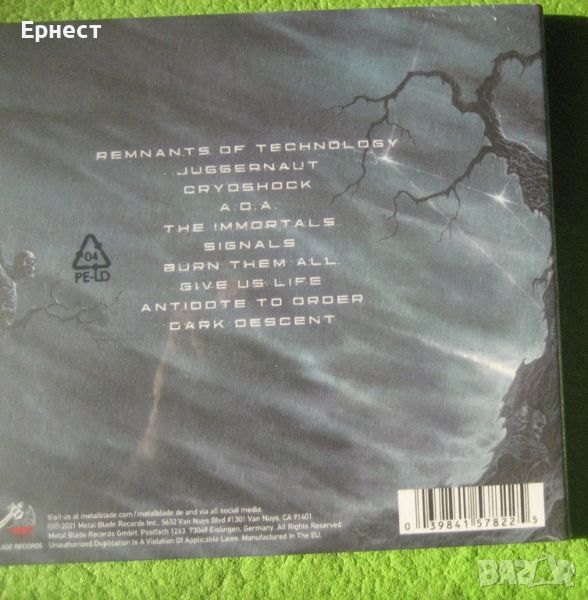 Ернест
REMNANTS OF TECHNOLOGY
JUGGERNAUT
CRYOSHOCK
A.O.A.
THE IMMORTALS
SIGNALS
BURN THEM ALL
GIVE US LIFE
ANTIDOTE TO ORDER
DARK DESCENT
04
PE-LD
Visit us at metalblade.com/metalblade.de and via all social media.
©℗ 2021 Metal Blade Records Inc., 5632 Van Nuys Blvd #1301 Van Nuys, CA 91401
Metal Blade Records GmbH, Postfach 1263, 73049 Eislingen, Germany. All Rights Reserved.
Unauthorized Duplication Is A Violation Of Applicable Laws. Manufactured In The EU.
LADE RECORDS
0 39841 57822 5
SHZAR.BG